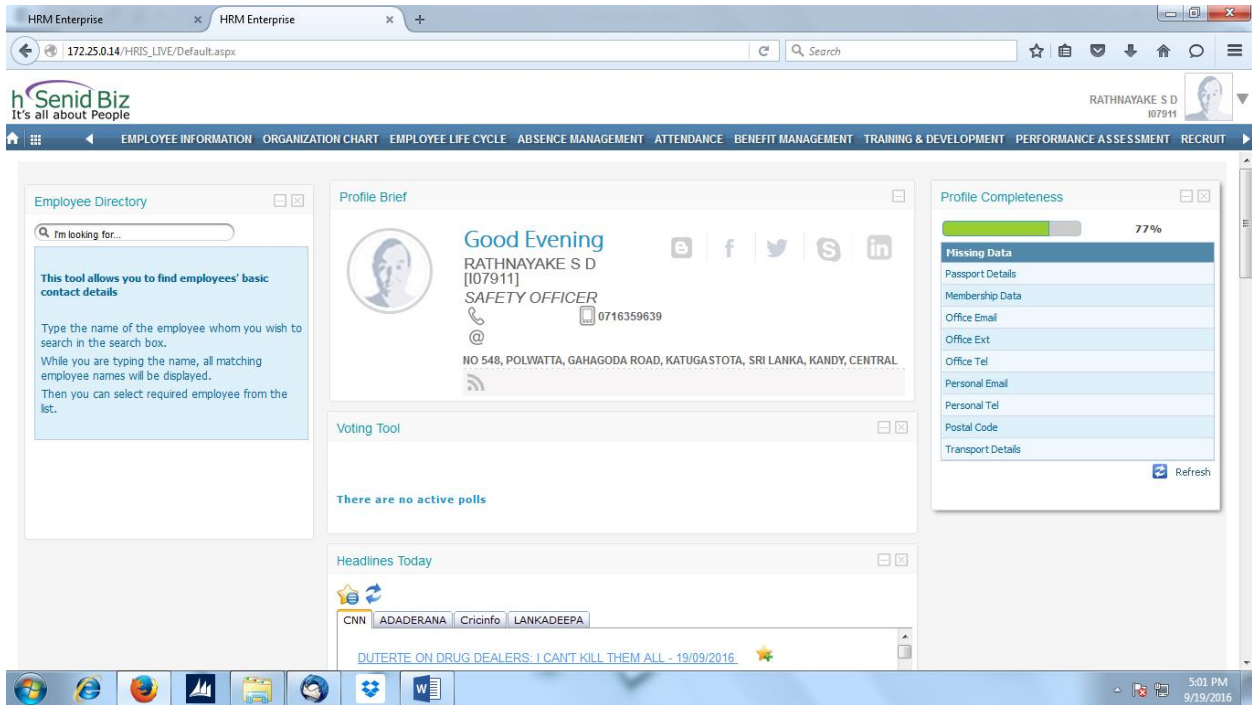 HRM Enterprise
HRM Enterprise
172.25.0.14/HRIS_LIVE/Default.aspx
Search
hSenid Biz
It's all about People
RATHNAYAKE S D
I07911
EMPLOYEE INFORMATION ORGANIZATION CHART EMPLOYEE LIFE CYCLE ABSENCE MANAGEMENT ATTENDANCE BENEFIT MANAGEMENT TRAINING & DEVELOPMENT PERFORMANCE ASSESSMENT RECRUIT
Employee Directory
I'm looking for...
This tool allows you to find employees' basic
contact details
Type the name of the employee whom you wish to
search in the search box.
While you are typing the name, all matching
employee names will be displayed.
Then you can select required employee from the
list.
Profile Brief
Good Evening
RATHNAYAKE S D
[I07911]
SAFETY OFFICER
0716359639
@
NO 548, POLWATTA, GAHAGODA ROAD, KATUGASTOTA, SRI LANKA, KANDY, CENTRAL
Voting Tool
There are no active polls
Headlines Today
CNN ADADERANA Cricinfo LANKADEEPA
DUTERTE ON DRUG DEALERS: I CAN'T KILL THEM ALL - 19/09/2016
Profile Completeness
77%
Missing Data
Passport Details
Membership Data
Office Email
Office Ext
Office Tel
Personal Email
Personal Tel
Postal Code
Transport Details
Refresh
5:01 PM
9/19/2016